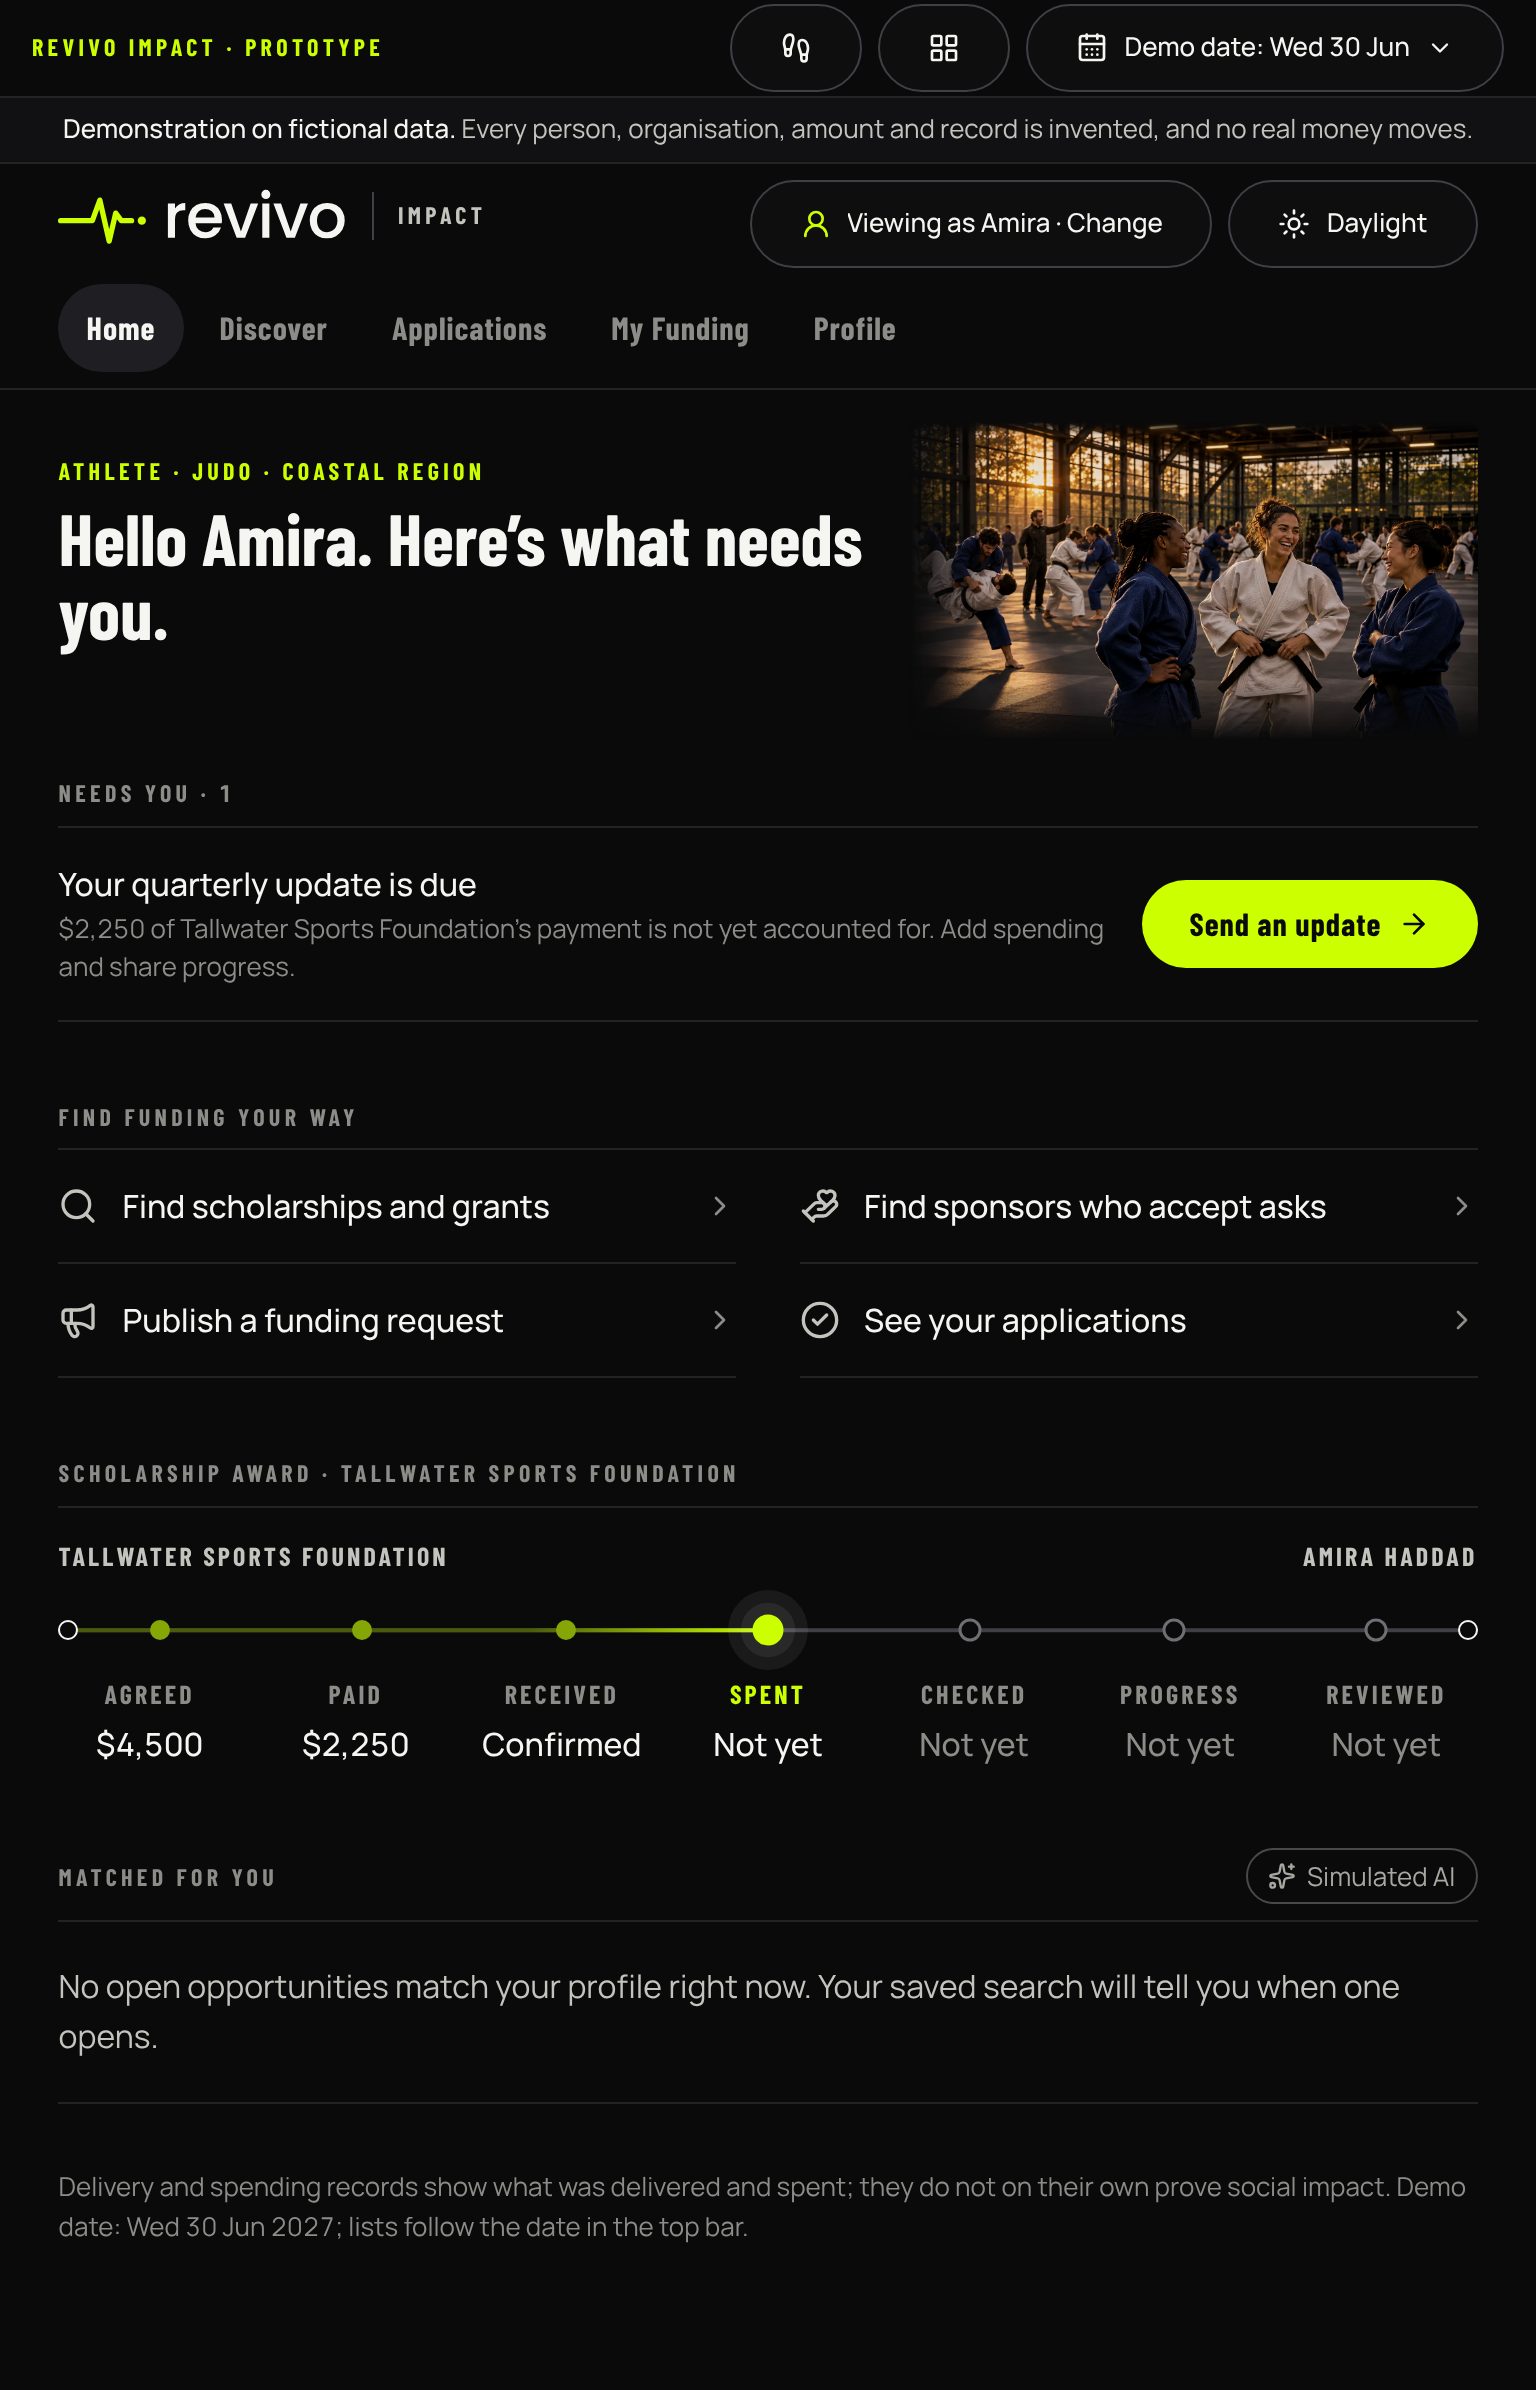 REVIVO IMPACT · PROTOTYPE
Demo date: Wed 30 Jun
Demonstration on fictional data. Every person, organisation, amount and record is invented, and no real money moves.
revivo
IMPACT
Viewing as Amira · Change
Daylight
Home
Discover
Applications
My Funding
Profile
ATHLETE · JUDO · COASTAL REGION
Hello Amira. Here’s what needs
you.
NEEDS YOU · 1
Your quarterly update is due
$2,250 of Tallwater Sports Foundation’s payment is not yet accounted for. Add spending
and share progress.
Send an update
FIND FUNDING YOUR WAY
Find scholarships and grants
Find sponsors who accept asks
Publish a funding request
See your applications
SCHOLARSHIP AWARD · TALLWATER SPORTS FOUNDATION
TALLWATER SPORTS FOUNDATION
AMIRA HADDAD
AGREED
PAID
RECEIVED
SPENT
CHECKED
PROGRESS
REVIEWED
$4,500
$2,250
Confirmed
Not yet
Not yet
Not yet
Not yet
MATCHED FOR YOU
Simulated AI
No open opportunities match your profile right now. Your saved search will tell you when one
opens.
Delivery and spending records show what was delivered and spent; they do not on their own prove social impact. Demo
date: Wed 30 Jun 2027; lists follow the date in the top bar.